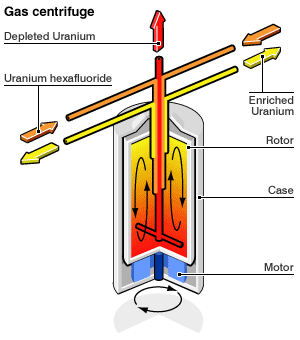 Gas centrifuge
Depleted Uranium
Uranium hexafluoride
Enriched
Uranium
Rotor
Case
Motor